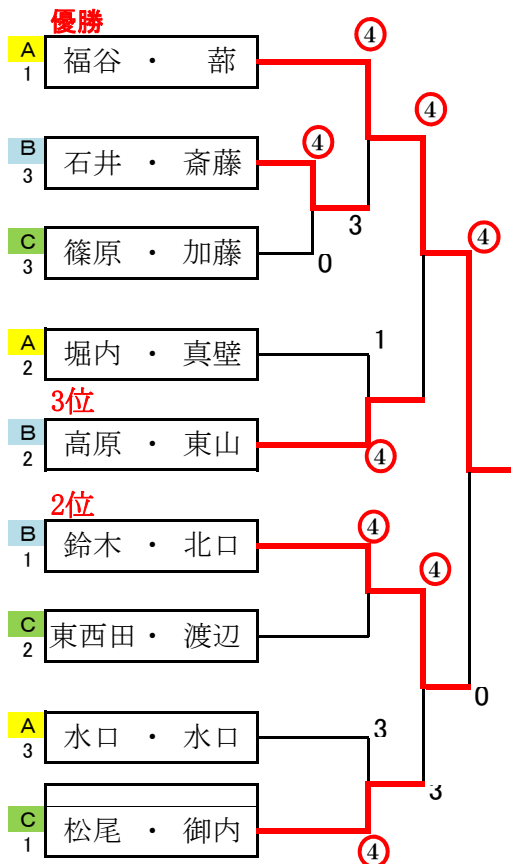 優勝
A
1
福谷 ・ 蔀
④
B
3
石井 ・ 斎藤
④
④
3
C
3
篠原 ・ 加藤
0
④
A
2
堀内 ・ 真壁
1
3位
B
2
高原 ・ 東山
④
2位
B
1
鈴木 ・ 北口
④
④
C
2
東西田 ・ 渡辺
0
A
3
水口 ・ 水口
3
3
C
1
松尾 ・ 御内
④